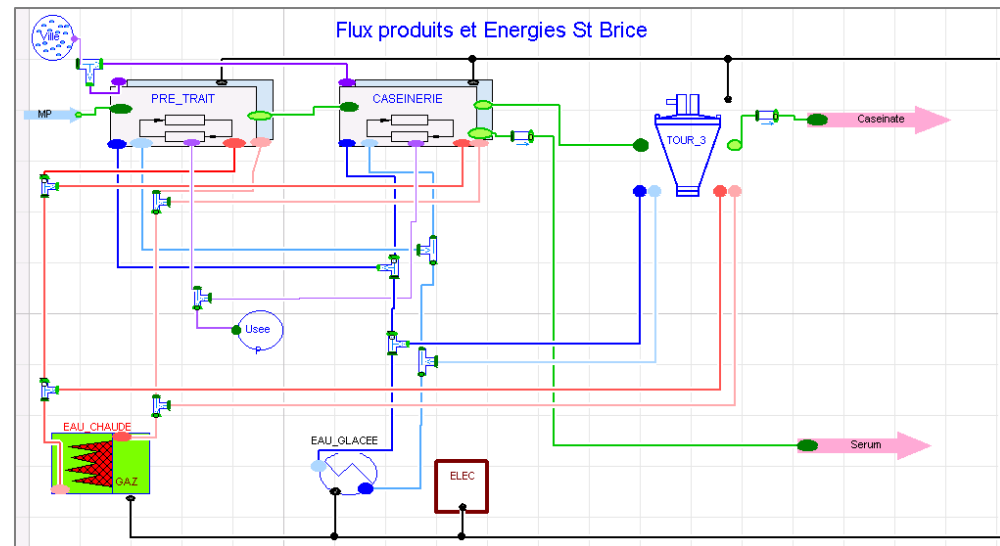 Flux produits et Energies St Brice
Ville
MP
PRE_TRAIT
CASEINERIE
TOUR_3
Caseinate
Usee
p
EAU_CHAUDE
GAZ
EAU_GLACEE
ELEC
Serum